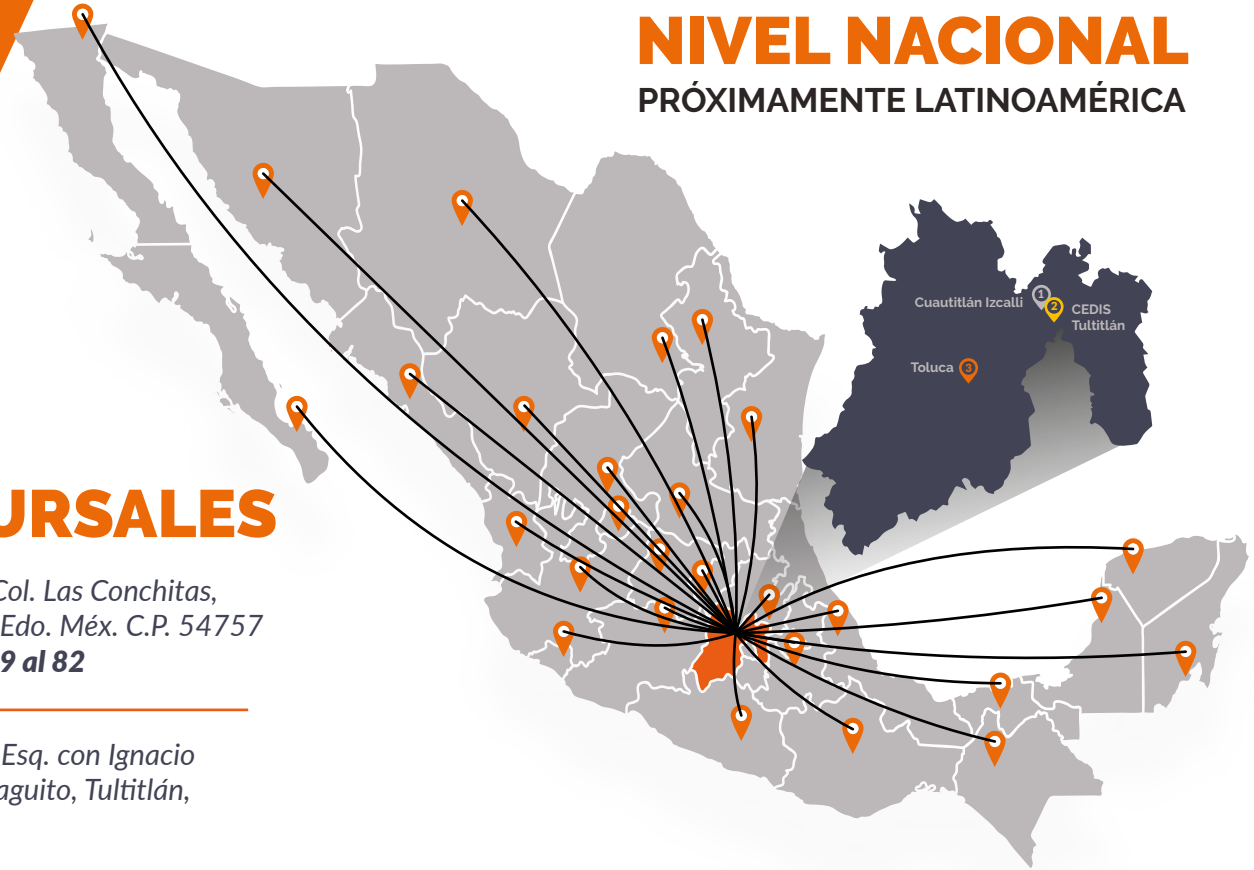 NIVEL NACIONAL
PRÓXIMAMENTE LATINOAMÉRICA
Cuautitlán Izcalli
1
2
CEDIS
Tultitlán
Toluca
3
URSALES
Col. Las Conchitas,
Edo. Méx. C.P. 54757
9 al 82
Esq. con Ignacio
aguito, Tultitlán,